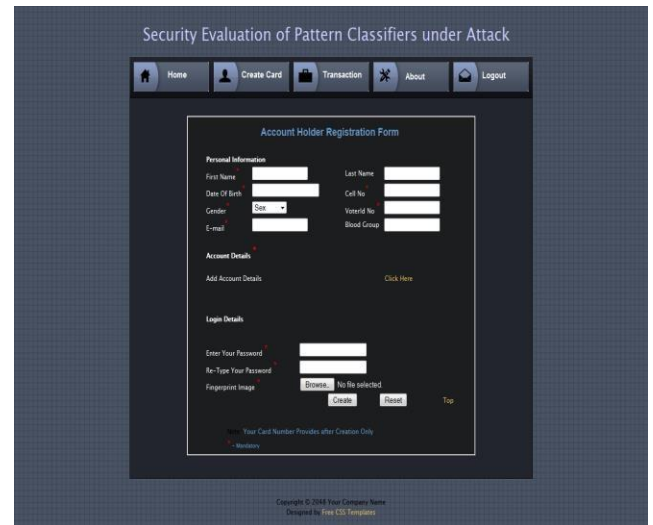 Security Evaluation of Pattern Classifiers under Attack
Home Create Card Transaction About Logout
Account Holder Registration Form
Personal Information
First Name * Last Name
Date Of Birth * Cell No *
Gender * Sex VoterId No *
E-mail * Blood Group
Account Details *
Add Account Details Click Here
Login Details
Enter Your Password *
Re-Type Your Password *
Fingerprint Image * Browse... No file selected.
Create Reset Top
Your Card Number Provides after Creation Only
* - Mandatory
Copyright © Your Company Name
Designed by Free CSS Templates